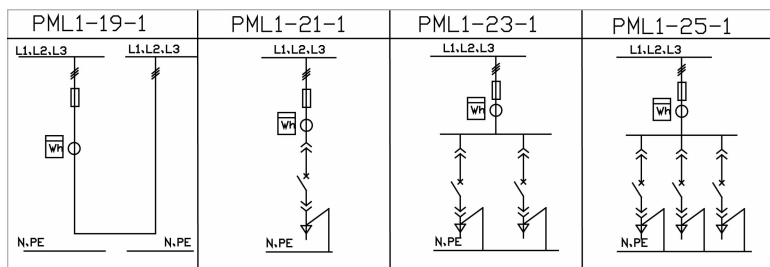 PML1-19-1
PML1-21-1
PML1-23-1
PML1-25-1
L1.L2.L3
L1.L2.L3
L1.L2.L3
L1.L2.L3
L1.L2.L3
Wh
Wh
Wh
Wh
N.PE
N.PE
N.PE
N.PE
N.PE